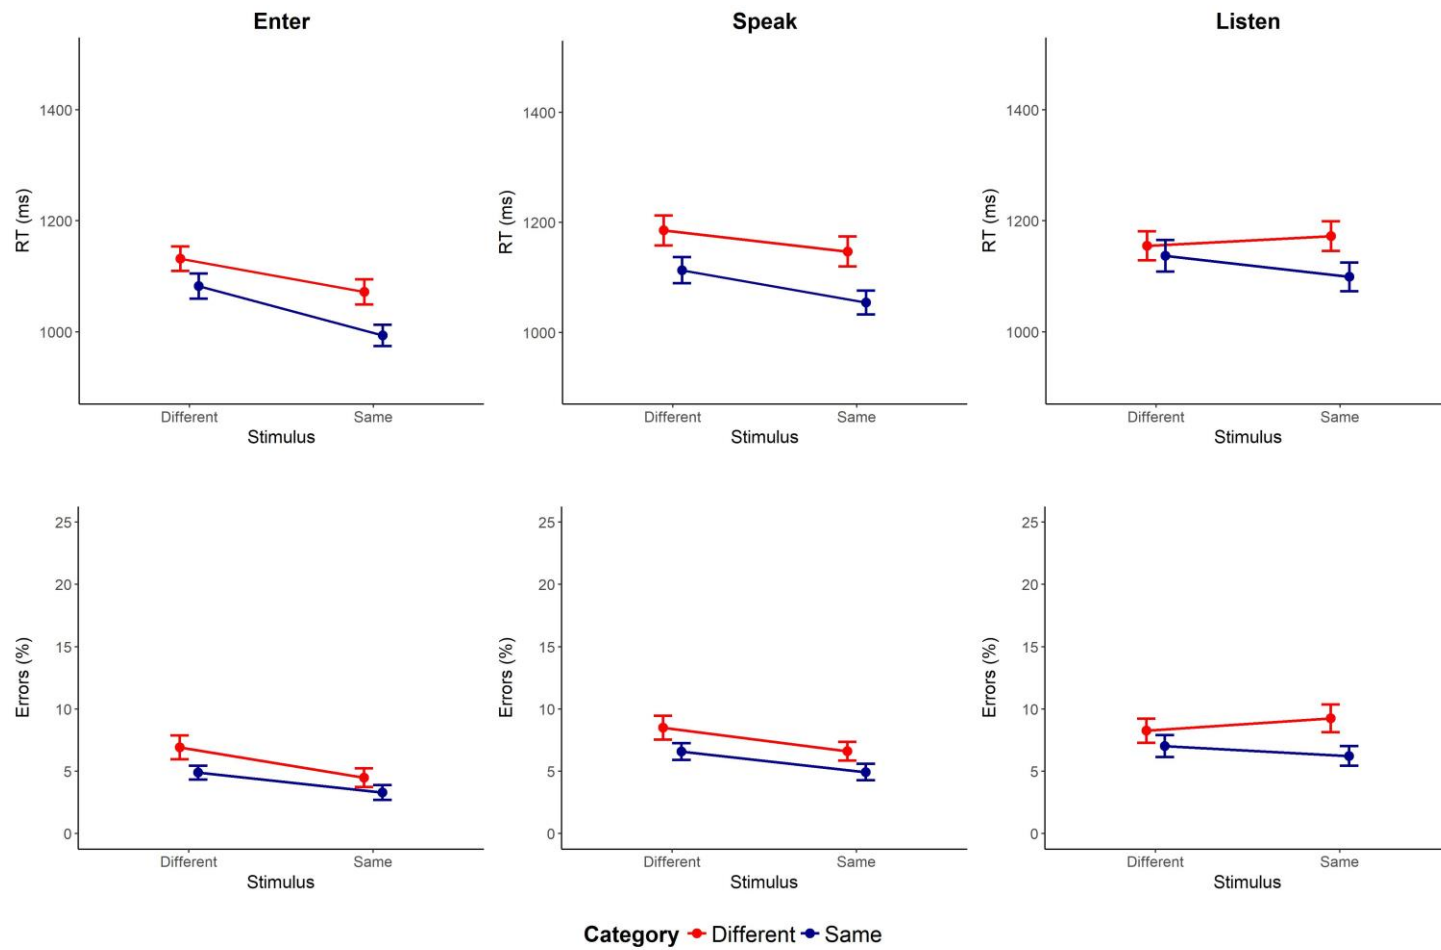 Enter
Speak
Listen
RT (ms)
1400
1200
1000
Different Same
Stimulus
RT (ms)
1400
1200
1000
Different Same
Stimulus
RT (ms)
1400
1200
1000
Different Same
Stimulus
Errors (%)
25
20
15
10
5
0
Different Same
Stimulus
Errors (%)
25
20
15
10
5
0
Different Same
Stimulus
Errors (%)
25
20
15
10
5
0
Different Same
Stimulus
Category Different Same